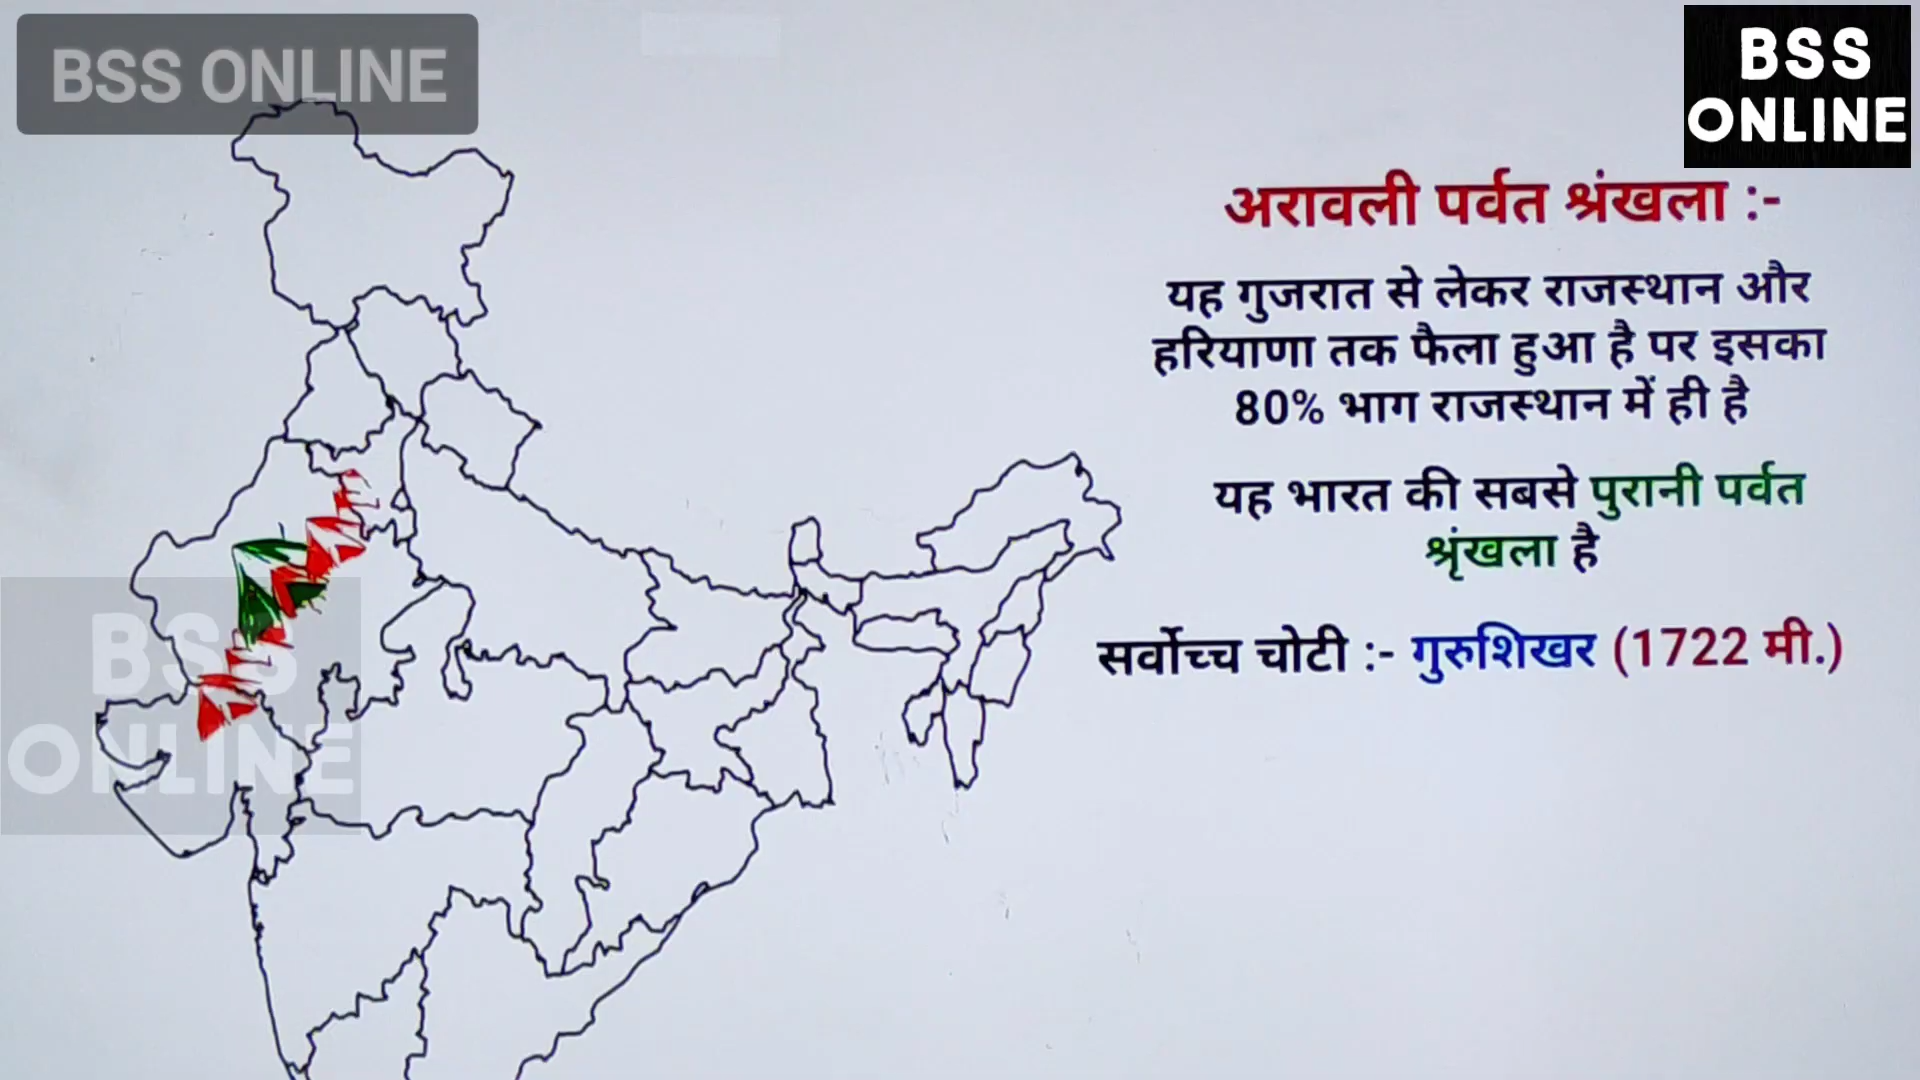 BSS ONLINE
BSS
ONLINE
अरावली पर्वत श्रंखला :-
यह गुजरात से लेकर राजस्थान और
हरियाणा तक फैला हुआ है पर इसका
80% भाग राजस्थान में ही है
यह भारत की सबसे पुरानी पर्वत
श्रृंखला है
सर्वोच्च चोटी :- गुरुशिखर (1722 मी.)
BSS
ONLINE